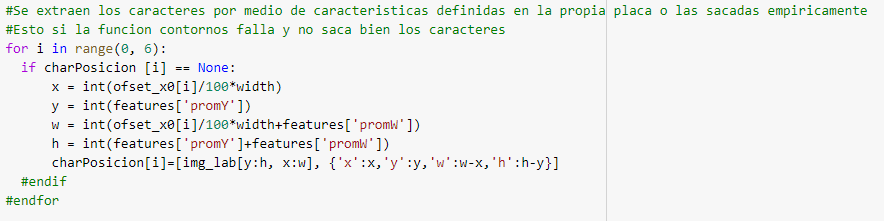 #Se extraen los caracteres por medio de caracteristicas definidas en la propia placa o las sacadas empiricamente
#Esto si la funcion contornos falla y no saca bien los caracteres
for i in range(0, 6):
  if charPosicion [i] == None:
      x = int(ofset_x0[i]/100*width)
      y = int(features['promY'])
      w = int(ofset_x0[i]/100*width+features['promW'])
      h = int(features['promY']+features['promW'])
      charPosicion[i]=[img_lab[y:h, x:w], {'x':x,'y':y,'w':w-x,'h':h-y}]
  #endif
#endfor